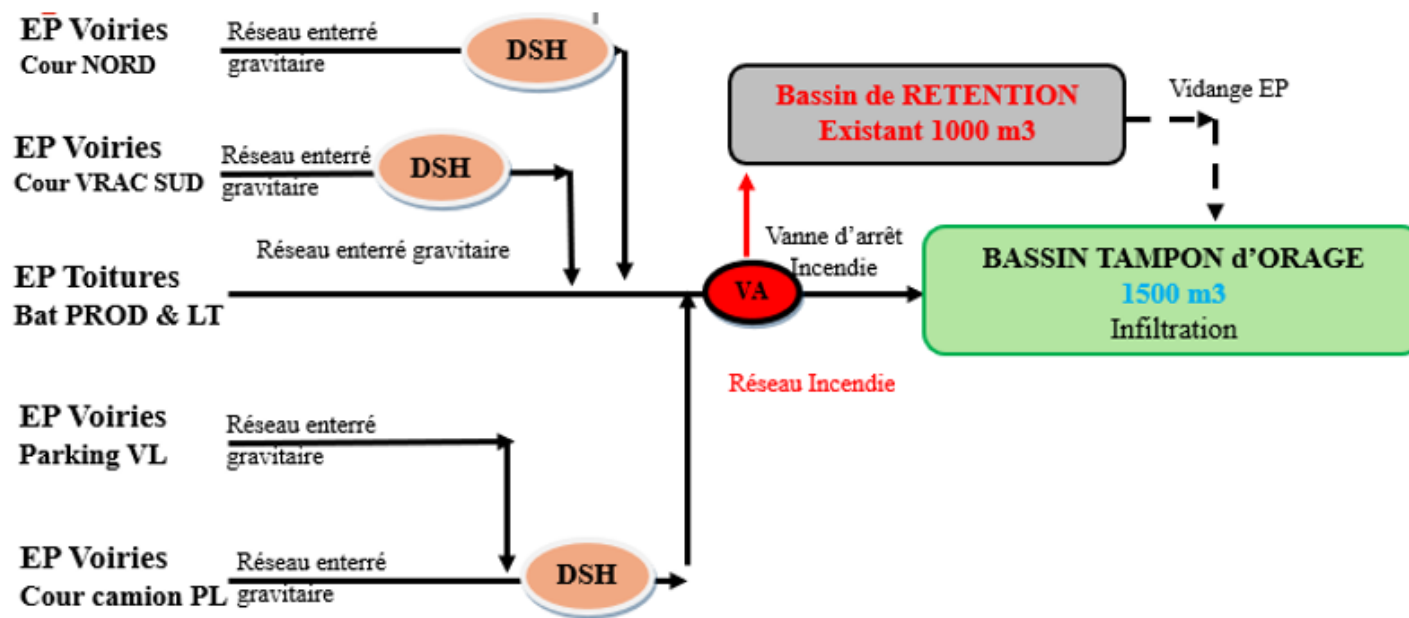 EP Voiries
Cour NORD
Réseau enterré
gravitaire
DSH
EP Voiries
Cour VRAC SUD
Réseau enterré
gravitaire
DSH
Bassin de RETENTION
Existant 1000 m3
Vidange EP
Réseau enterré gravitaire
EP Toitures
Bat PROD & LT
VA
Vanne d’arrêt
Incendie
BASSIN TAMPON d’ORAGE
1500 m3
Infiltration
Réseau Incendie
EP Voiries
Parking VL
Réseau enterré
gravitaire
EP Voiries
Cour camion PL
Réseau enterré
gravitaire
DSH